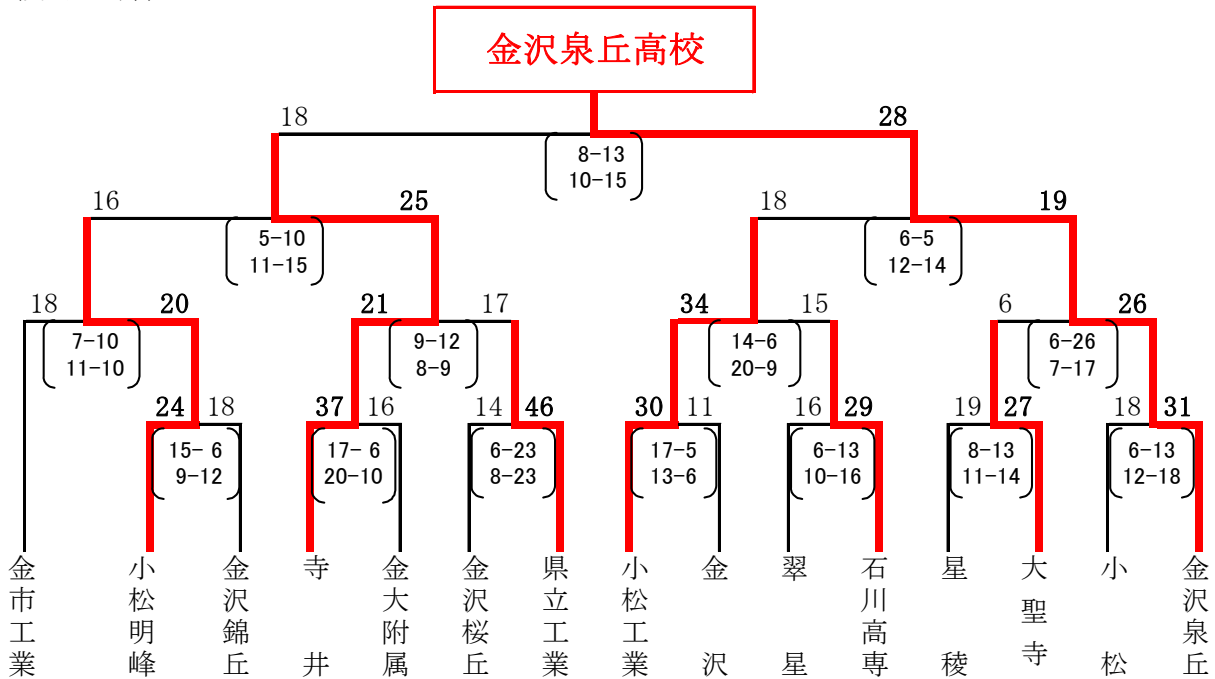 金沢泉丘高校
18 28
8-13
10-15
16 25 18 19
5-10 6-5
11-15 12-14
18 20 21 17 34 15 6 26
7-10 9-12 14-6 6-26
11-10 8-9 20-9 7-17
24 18 37 16 14 46 30 11 16 29 19 27 18 31
15- 6 17- 6 6-23 17-5 6-13 8-13 6-13
9-12 20-10 8-23 13-6 10-16 11-14 12-18
金市工業
小松明峰
金沢錦丘
寺井
金大附属
金沢桜丘
県立工業
小松工業
金沢
翠星
石川高専
星稜
大聖寺
小松
金沢泉丘